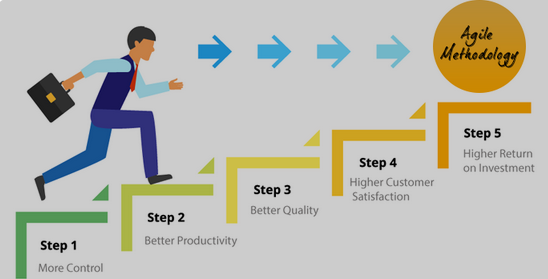 Agile
Methodology
Step 1
More Control
Step 2
Better Productivity
Step 3
Better Quality
Step 4
Higher Customer
Satisfaction
Step 5
Higher Return
on Investment